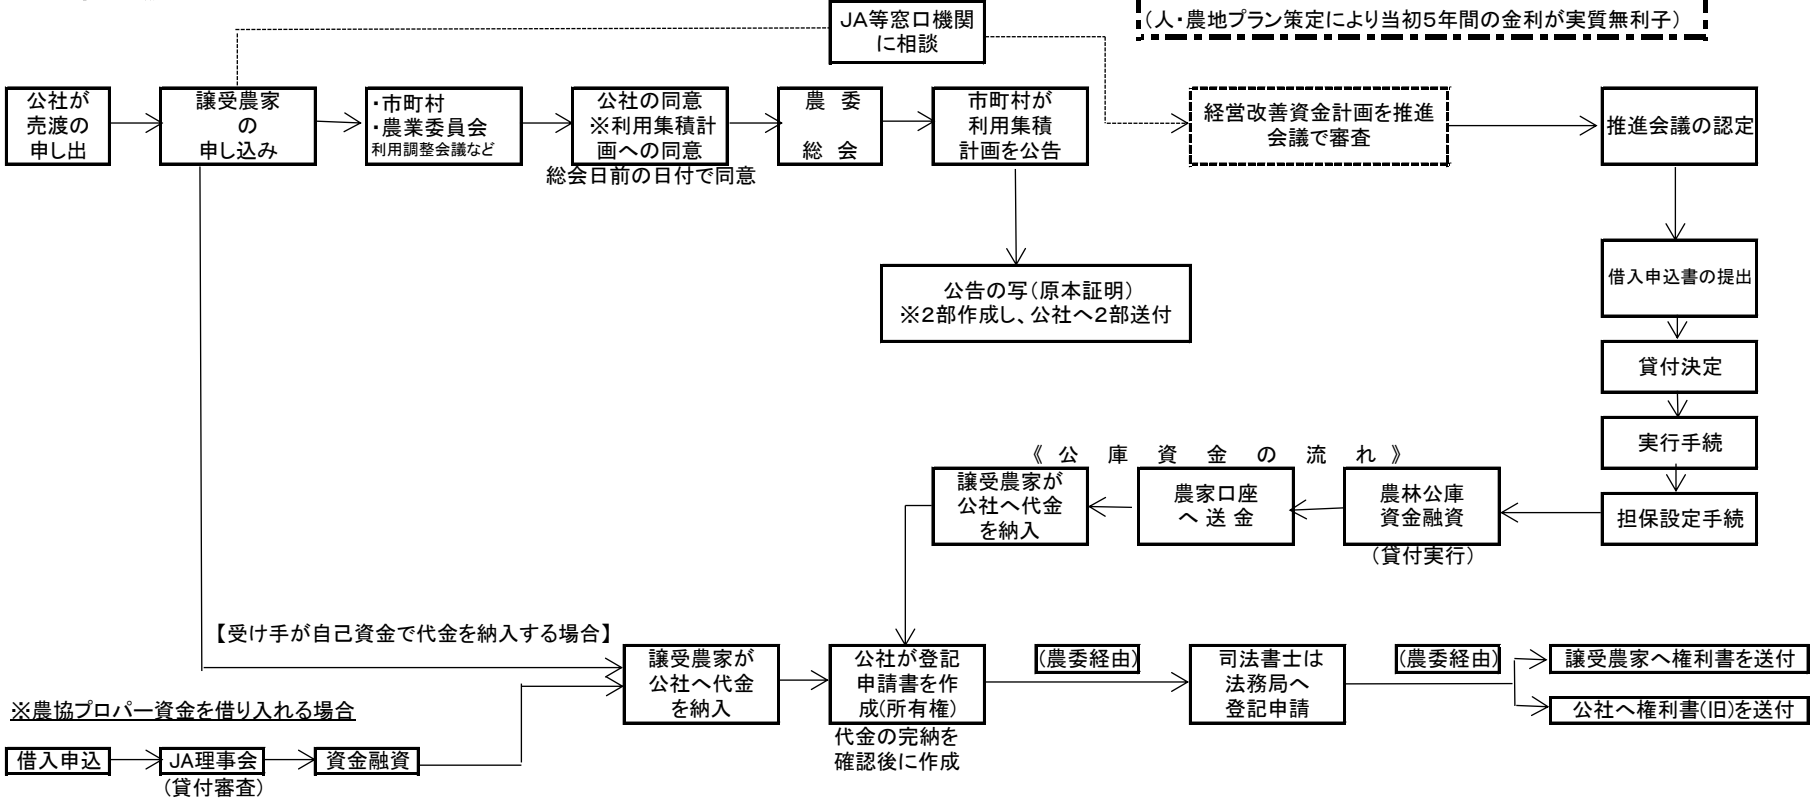 JA等窓口機関
に相談
(人・農地プラン策定により当初5年間の金利が実質無利子)
公社が
売渡の
申し出
譲受農家
の
申し込み
・市町村
・農業委員会
利用調整会議など
公社の同意
※利用集積計
画への同意
総会日前の日付で同意
農　委
総　会
市町村が
利用集積
計画を公告
経営改善資金計画を推進
会議で審査
推進会議の認定
公告の写(原本証明)
※2部作成し、公社へ2部送付
借入申込書の提出
貸付決定
実行手続
担保設定手続
《　公　庫　資　金　の　流　れ　》
譲受農家が
公社へ代金
を納入
農家口座
へ 送 金
農林公庫
資金融資
(貸付実行)
【受け手が自己資金で代金を納入する場合】
譲受農家が
公社へ代金
を納入
公社が登記
申請書を作
成(所有権)
代金の完納を
確認後に作成
(農委経由)
司法書士は
法務局へ
登記申請
(農委経由)
譲受農家へ権利書を送付
公社へ権利書(旧)を送付
※農協プロパー資金を借り入れる場合
借入申込
JA理事会
(貸付審査)
資金融資